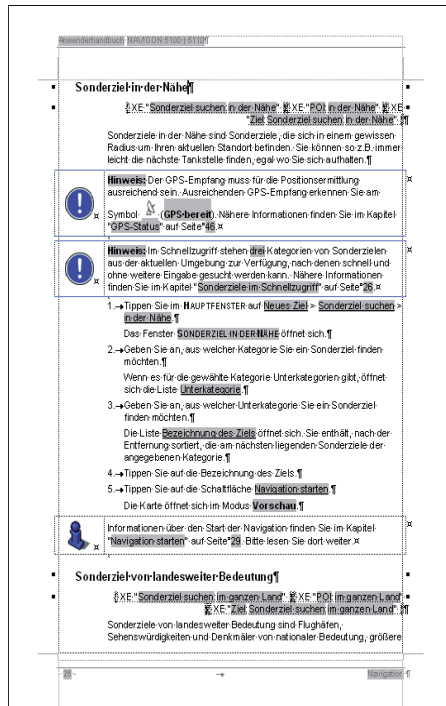 Anwenderhandbuch NAVIGON 5100 | 5110¶
Sonderziel·in·der·Nähe¶
{·XE·"Sonderziel suchen: in·der·Nähe"·}{·XE·"POI: in·der·Nähe"·}{·XE·
"Ziel: Sonderziel suchen: in·der·Nähe"·}¶
Sonderziele·in·der·Nähe·sind·Sonderziele,·die·sich·in·einem·gewissen·
Radius·um·Ihren·aktuellen·Standort·befinden.·Sie·können·so·z.B.·immer·
leicht·die·nächste·Tankstelle·finden,·egal·wo·Sie·sich·aufhalten.¶
Hinweis:·Der·GPS-Empfang·muss·für·die·Positionsermittlung·
ausreichend·sein.·Ausreichenden·GPS-Empfang·erkennen·Sie·am·
Symbol·(GPS·bereit).·Nähere·Informationen·finden·Sie·im·Kapitel·
"GPS-Status"·auf·Seite°46.¤
Hinweis:·Im·Schnellzugriff·stehen·drei·Kategorien·von·Sonderzielen·
aus·der·aktuellen·Umgebung·zur·Verfügung,·nach·denen·schnell·und·
ohne·weitere·Eingabe·gesucht·werden·kann.·Nähere·Informationen·
finden·Sie·im·Kapitel·"Sonderziele·im·Schnellzugriff"·auf·Seite°26.¤
1.→Tippen·Sie·im·HAUPTFENSTER·auf·Neues·Ziel·>·Sonderziel·suchen·>·
in·der·Nähe.¶
Das·Fenster·SONDERZIEL·IN·DER·NÄHE·öffnet·sich.¶
2.→Geben·Sie·an,·aus·welcher·Kategorie·Sie·ein·Sonderziel·finden·
möchten.¶
Wenn·es·für·die·gewählte·Kategorie·Unterkategorien·gibt,·öffnet·
sich·die·Liste·Unterkategorie.¶
3.→Geben·Sie·an,·aus·welcher·Unterkategorie·Sie·ein·Sonderziel·
finden·möchten.¶
Die·Liste·Bezeichnung·des·Ziels·öffnet·sich.·Sie·enthält,·nach·der·
Entfernung·sortiert,·die·am·nächsten·liegenden·Sonderziele·der·
angegebenen·Kategorie.¶
4.→Tippen·Sie·auf·die·Bezeichnung·des·Ziels.¶
5.→Tippen·Sie·auf·die·Schaltfläche·Navigation·starten.¶
Die·Karte·öffnet·sich·im·Modus·Vorschau.¶
Informationen·über·den·Start·der·Navigation·finden·Sie·im·Kapitel·
"Navigation·starten"·auf·Seite°29.·Bitte·lesen·Sie·dort·weiter.¤
Sonderziel·von·landesweiter·Bedeutung¶
{·XE·"Sonderziel suchen: im·ganzen·Land"·}{·XE·"POI: im·ganzen·Land"·
}{·XE·"Ziel: Sonderziel suchen: im·ganzen·Land"·}¶
Sonderziele·von·landesweiter·Bedeutung·sind·Flughäfen,·
Sehenswürdigkeiten·und·Denkmäler·von·nationaler·Bedeutung,·größere·
-·28·-→Navigation·¶